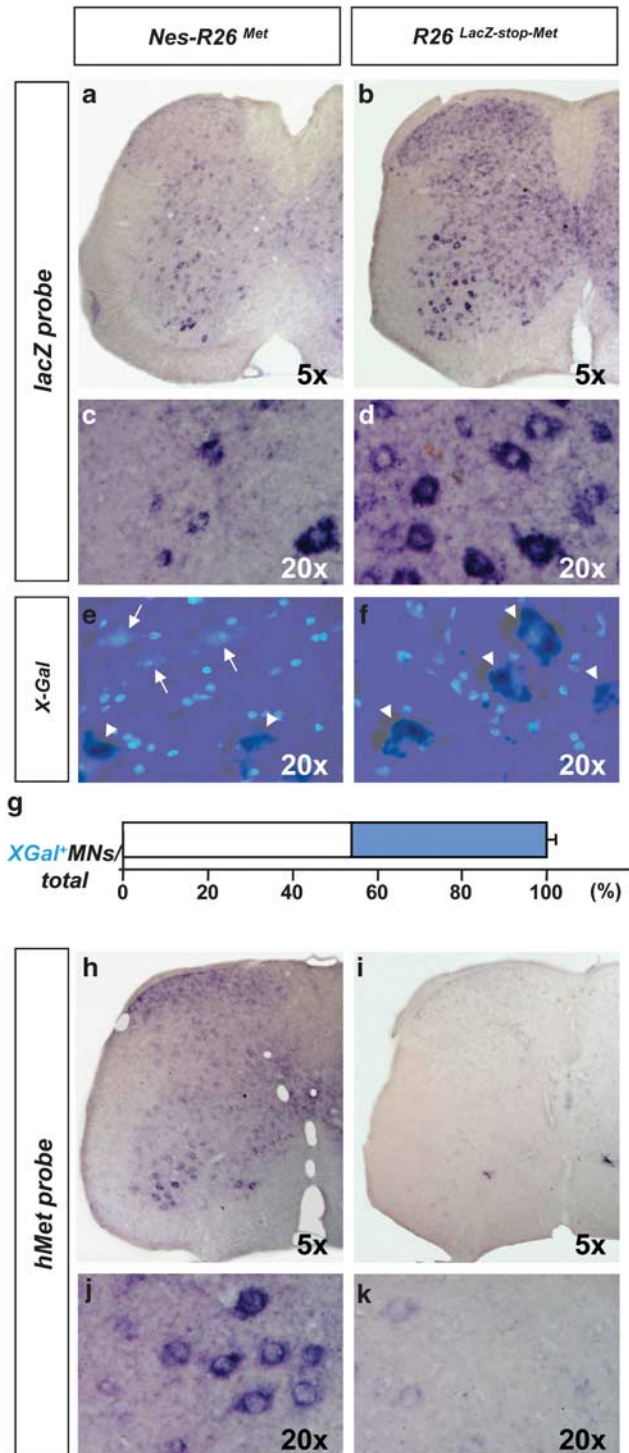 Nes-R26 Met
R26 LacZ-stop-Met
lacZ probe
a
b
5x
5x
c
d
20x
20x
X-Gal
e
f
20x
20x
g
XGal+MNs/
total
0 20 40 60 80 100 (%)
hMet probe
h
i
5x
5x
j
k
20x
20x